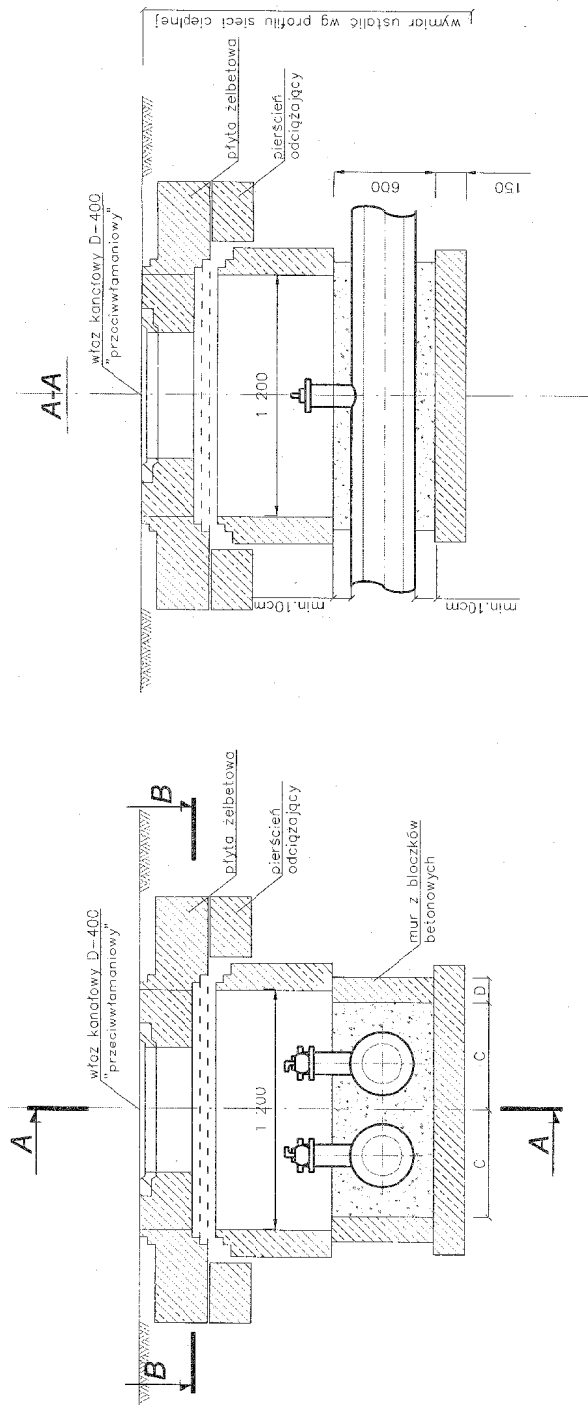 A-A
właz kanałowy D-400
"przeciwwłamaniowy"
płyta żelbetowa
pierścień
odciążający
wymiar ustalić wg profilu sieci cieplnej
1 200
600
150
min.10cm
min.10cm
A
A
B
B
właz kanałowy D-400
"przeciwwłamaniowy"
płyta żelbetowa
pierścień
odciążający
mur z bloczków
betonowych
1 200
C
C
D